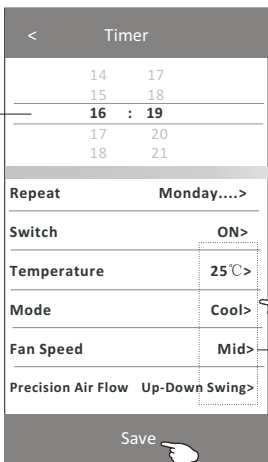 < Timer
14 17
15 18
16 : 19
17 20
18 21
Repeat Monday....>
Switch ON>
Temperature 25℃>
Mode Cool>
Fan Speed Mid>
Precision Air Flow Up-Down Swing>
Save